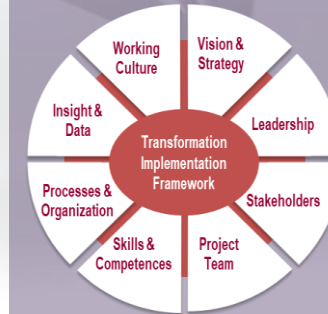 Working
Culture
Vision &
Strategy
Insight &
Data
Leadership
Transformation
Implementation
Framework
Processes &
Organization
Stakeholders
Skills &
Competences
Project
Team